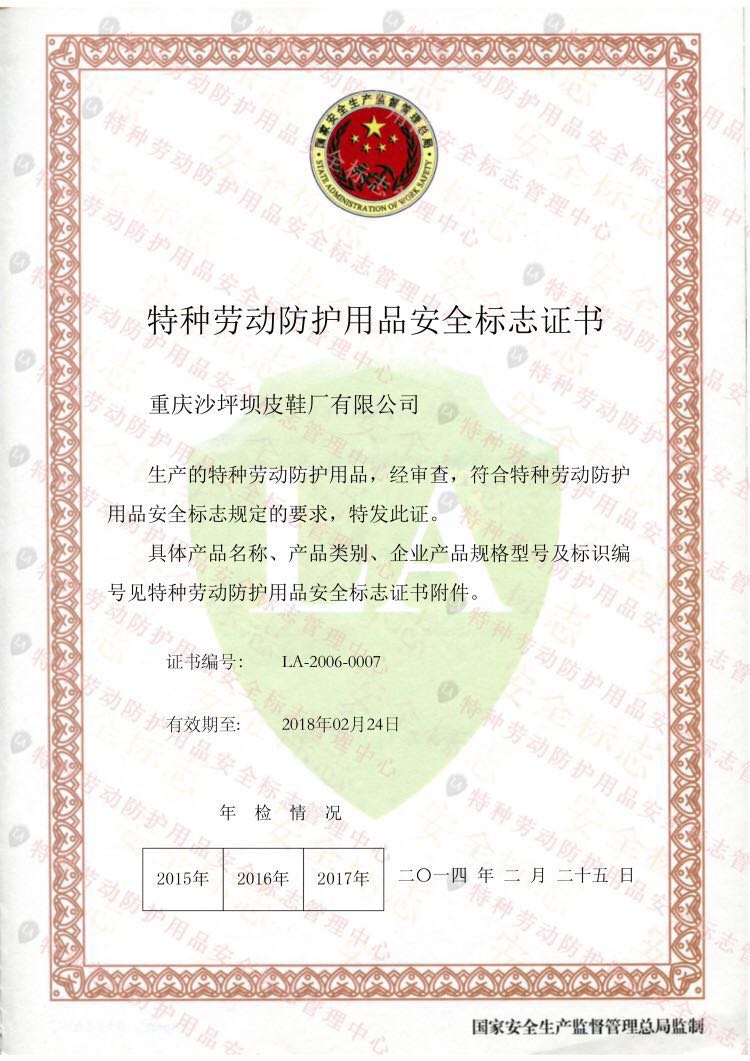 国家安全生产监督管理总局
STATE ADMINISTRATION OF WORK SAFETY
特种劳动防护用品安全标志证书
重庆沙坪坝皮鞋厂有限公司
生产的特种劳动防护用品，经审查，符合特种劳动防护
用品安全标志规定的要求，特发此证。
LA
具体产品名称、产品类别、企业产品规格型号及标识编
号见特种劳动防护用品安全标志证书附件。
证书编号： LA-2006-0007
有效期至: 2018年02月24日
年 检 情 况
2015年 2016年 2017年 二〇一四 年 二 月 二十五 日
国家安全生产监督管理总局监制
特种劳动防护用品安全标志管理中心